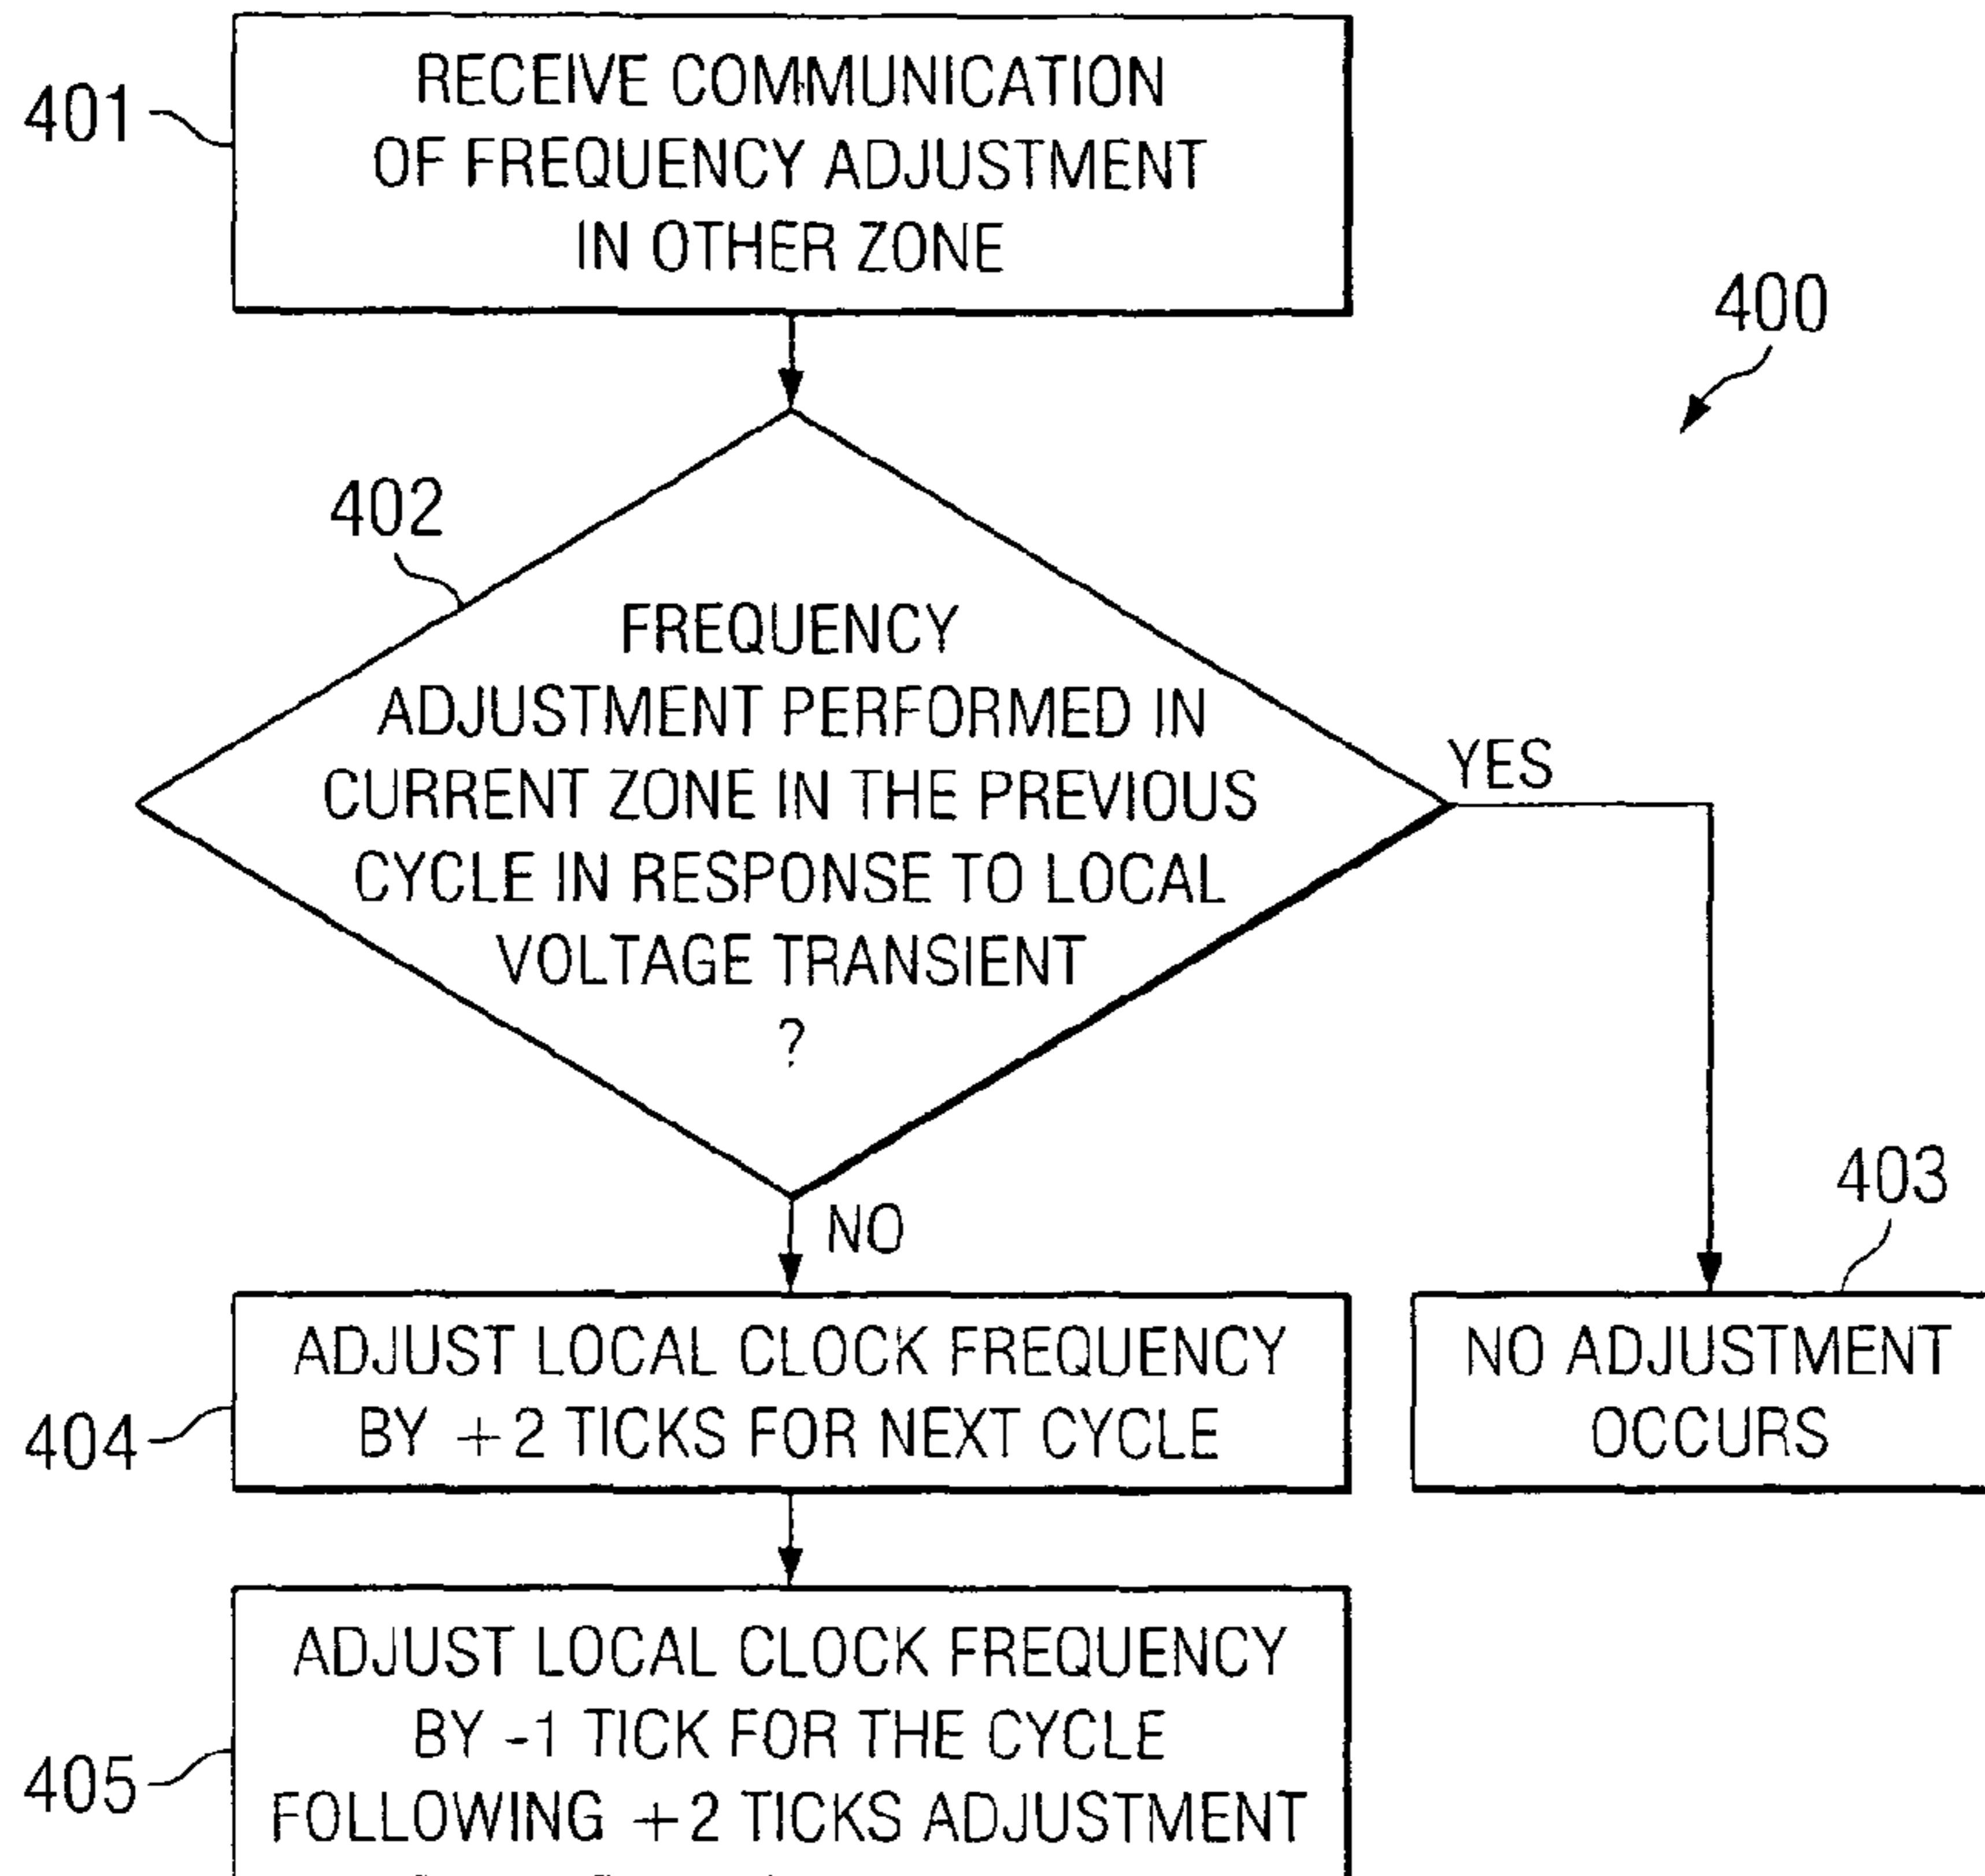 401
RECEIVE COMMUNICATION
OF FREQUENCY ADJUSTMENT
IN OTHER ZONE
400
402
FREQUENCY
ADJUSTMENT PERFORMED IN
CURRENT ZONE IN THE PREVIOUS
CYCLE IN RESPONSE TO LOCAL
VOLTAGE TRANSIENT
?
YES
NO
403
404
ADJUST LOCAL CLOCK FREQUENCY
BY +2 TICKS FOR NEXT CYCLE
NO ADJUSTMENT
OCCURS
405
ADJUST LOCAL CLOCK FREQUENCY
BY -1 TICK FOR THE CYCLE
FOLLOWING +2 TICKS ADJUSTMENT